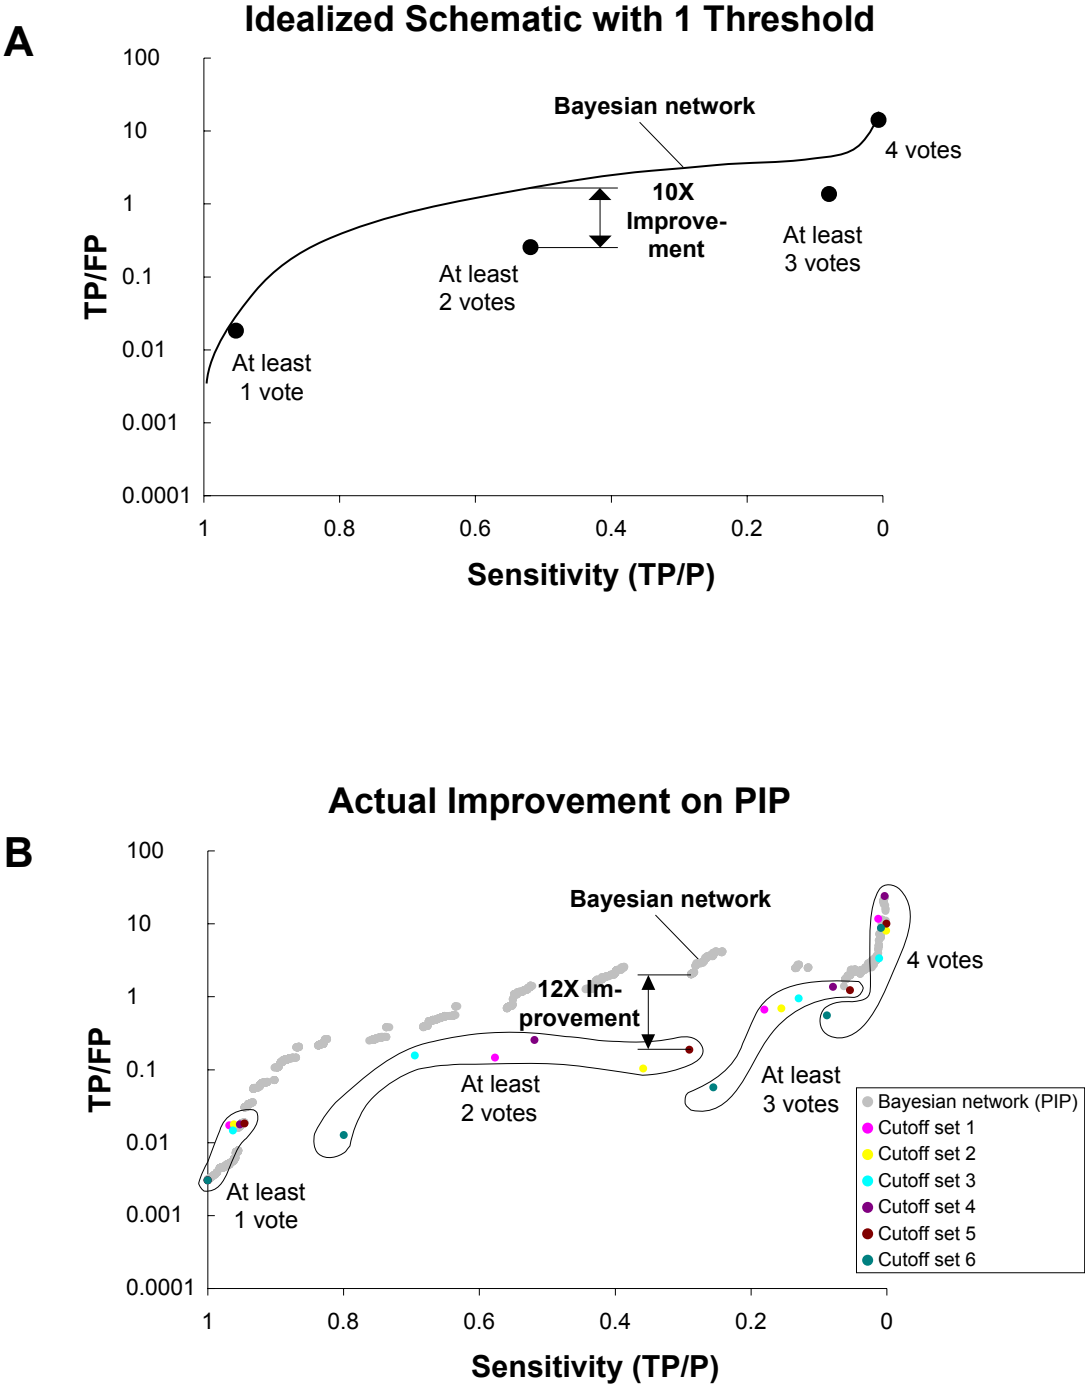 Idealized Schematic with 1 Threshold
A
100
10
1
0.1
0.01
0.001
0.0001
TP/FP
Bayesian network
4 votes
10X
Improve-
ment
At least
3 votes
At least
2 votes
At least
1 vote
1
0.8
0.6
0.4
0.2
0
Sensitivity (TP/P)
Actual Improvement on PIP
B
100
10
1
0.1
0.01
0.001
0.0001
TP/FP
Bayesian network
4 votes
12X Im-
provement
At least
2 votes
At least
3 votes
At least
1 vote
Bayesian network (PIP)
Cutoff set 1
Cutoff set 2
Cutoff set 3
Cutoff set 4
Cutoff set 5
Cutoff set 6
1
0.8
0.6
0.4
0.2
0
Sensitivity (TP/P)